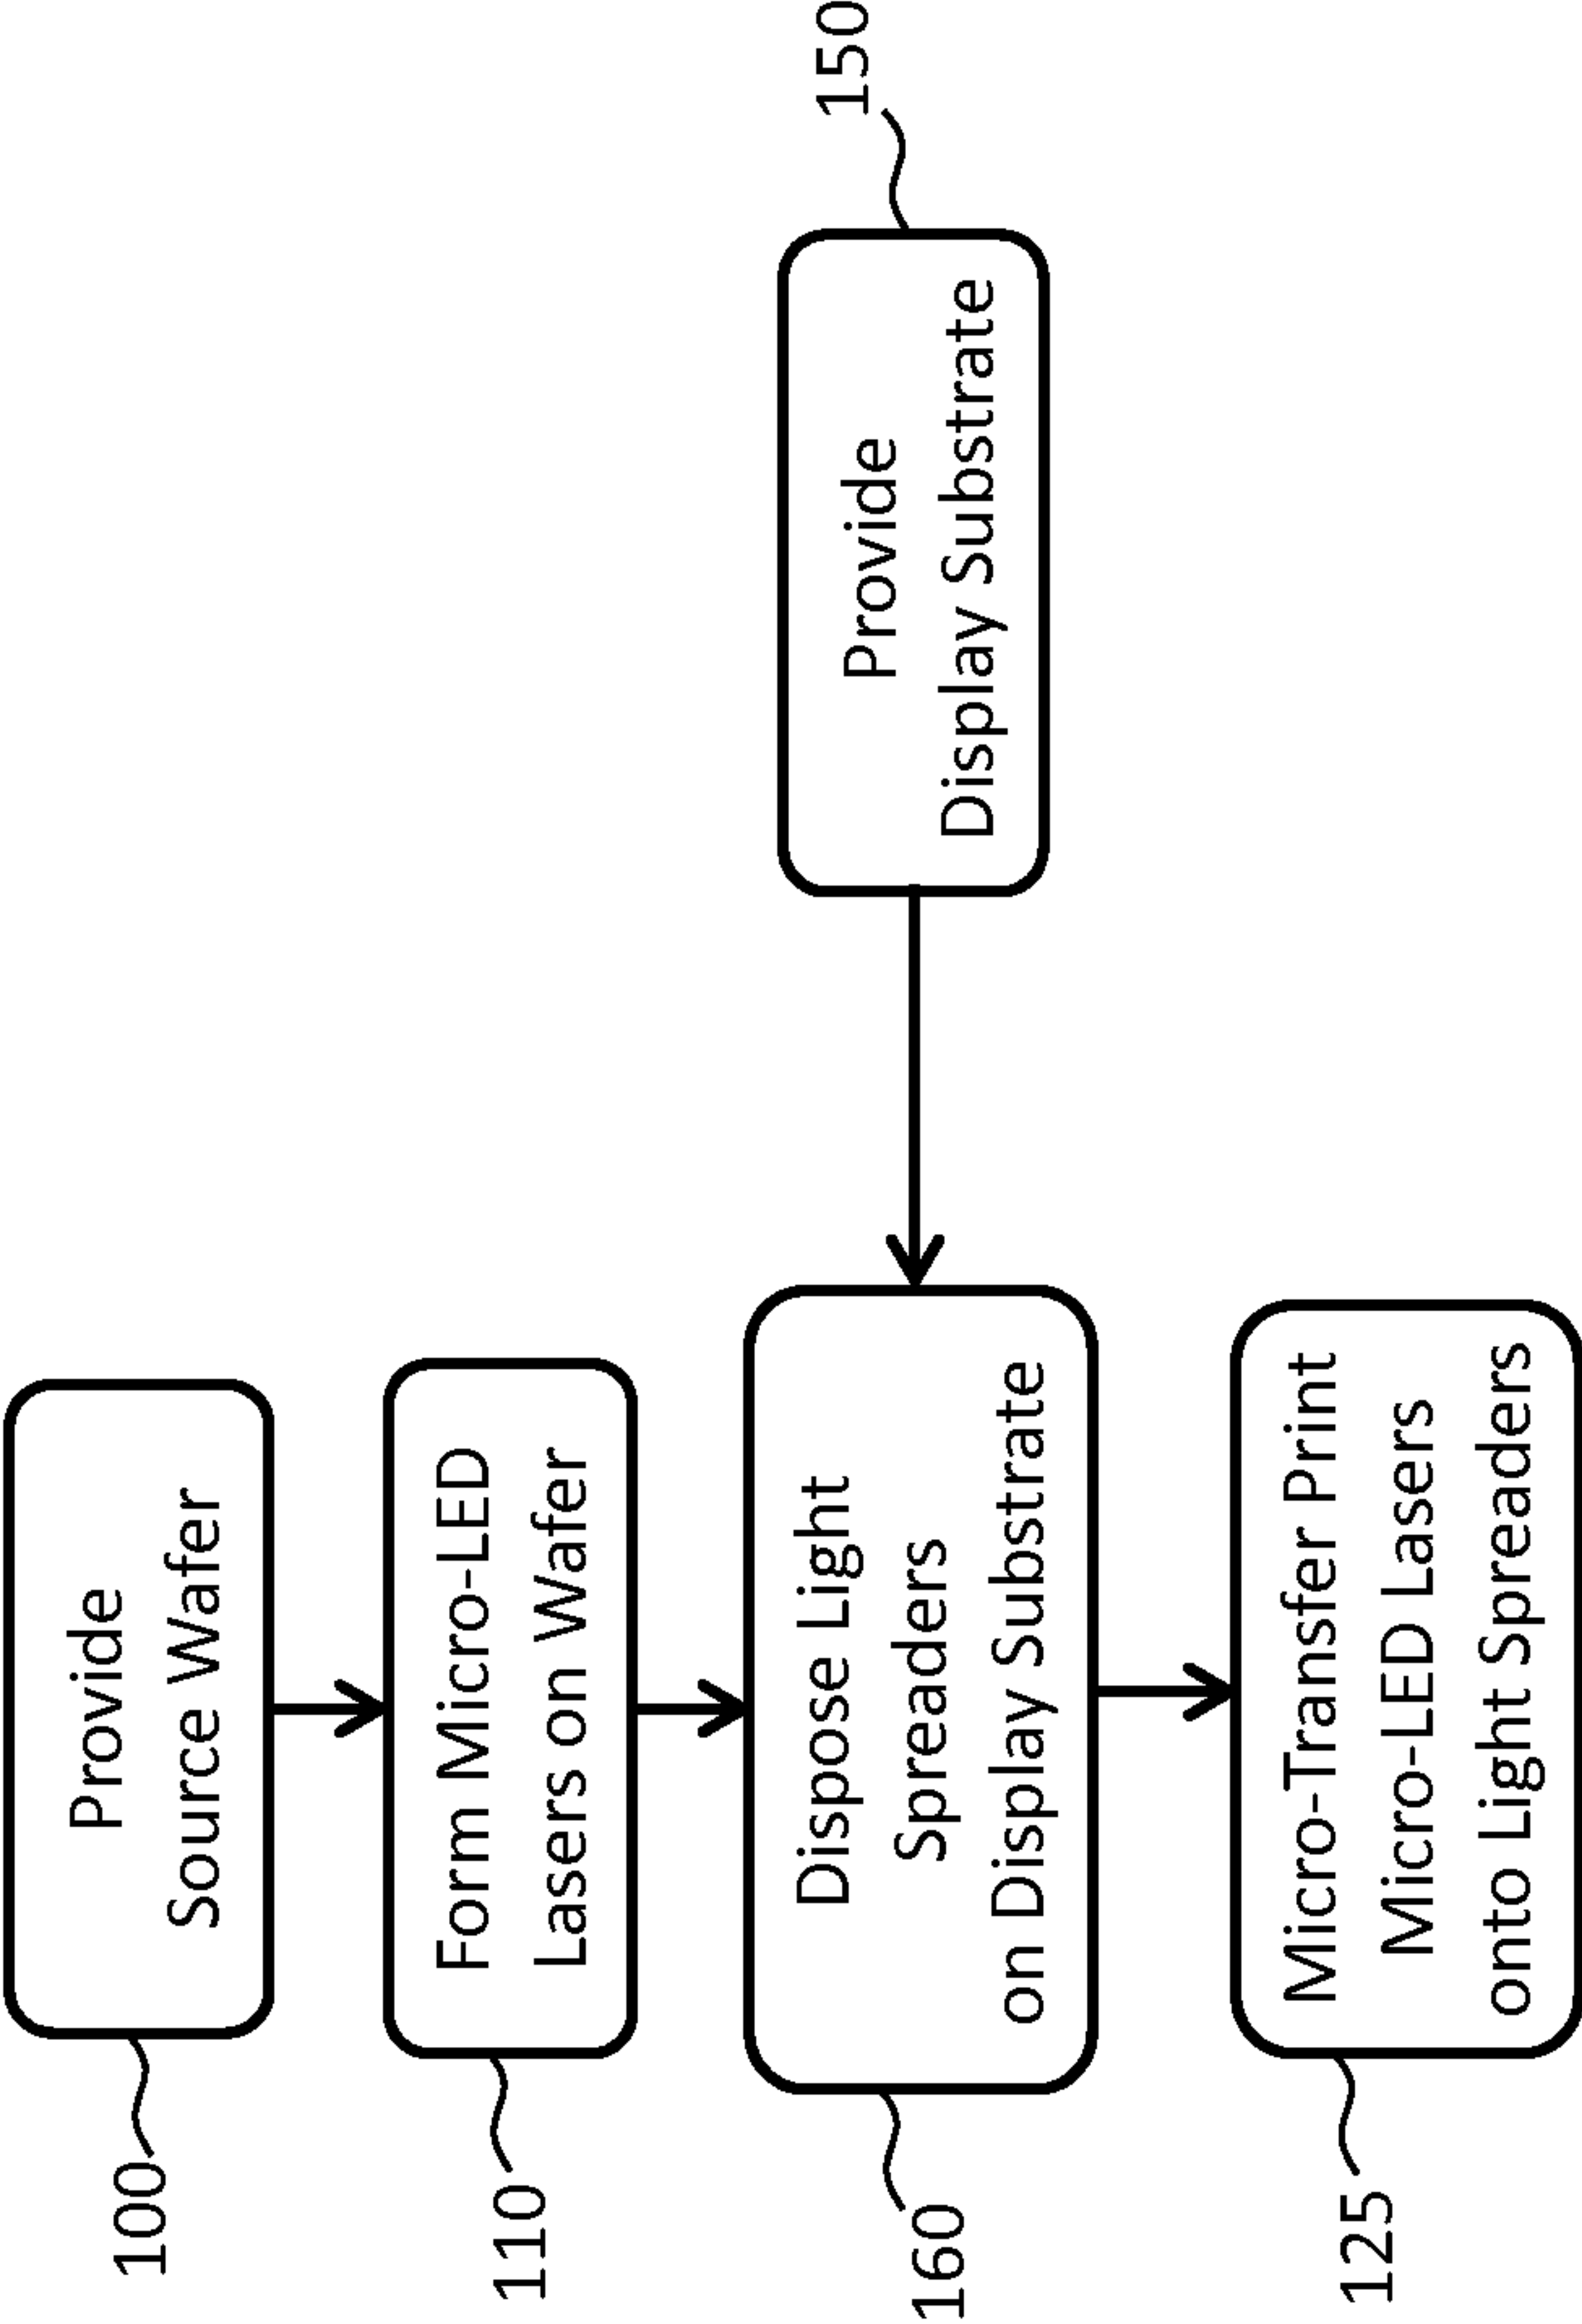 100
Provide
Source Wafer
110
Form Micro-LED
Lasers on Wafer
160
Dispose Light
Spreaders
on Display Substrate
Provide
Display Substrate
150
125
Micro-Transfer Print
Micro-LED Lasers
onto Light Spreaders